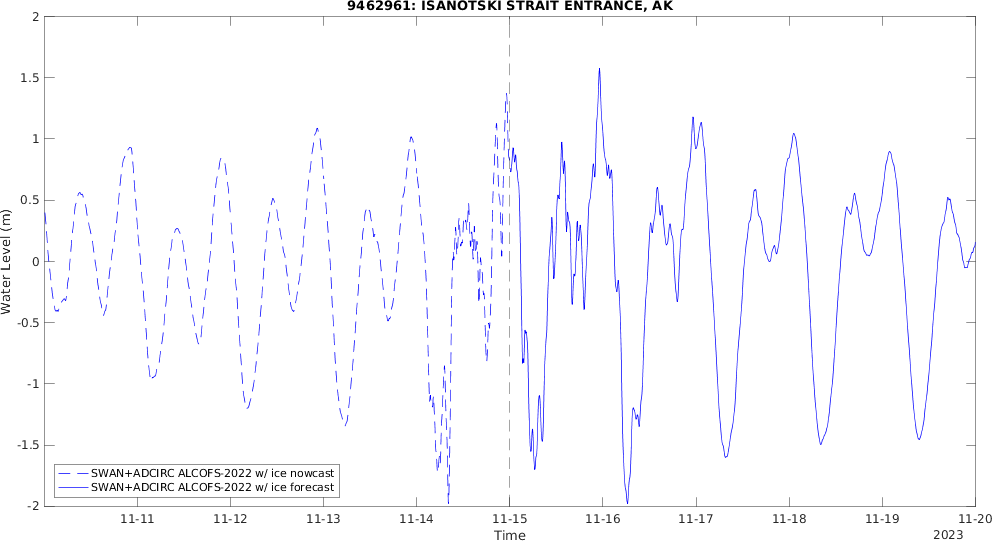 9462961: ISANOTSKI STRAIT ENTRANCE, AK
2
1.5
1
0.5
0
-0.5
-1
-1.5
-2
Water Level (m)
SWAN+ADCIRC ALCOFS-2022 w/ ice nowcast
SWAN+ADCIRC ALCOFS-2022 w/ ice forecast
11-11 11-12 11-13 11-14 11-15 11-16 11-17 11-18 11-19 11-20
Time
2023